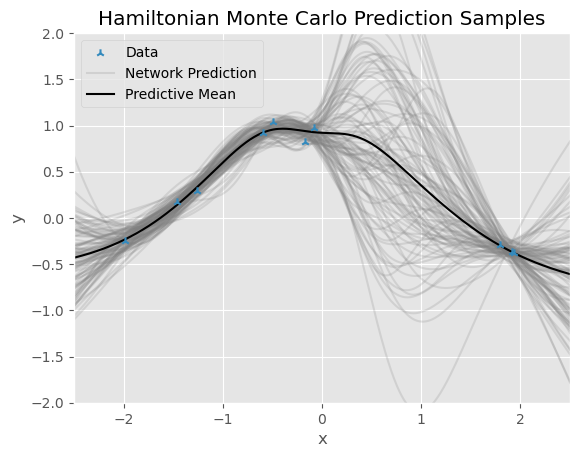 Hamiltonian Monte Carlo Prediction Samples
2.0
1.5
1.0
0.5
0.0
−0.5
−1.0
−1.5
−2.0
y
Data
Network Prediction
Predictive Mean
−2
−1
0
1
2
x